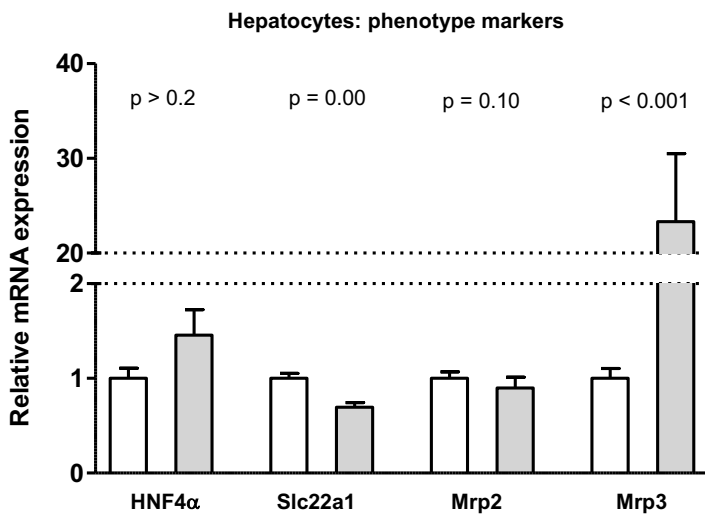 Hepatocytes: phenotype markers
Relative mRNA expression
40
30
20
2
1
0
p > 0.2
p = 0.00
p = 0.10
p < 0.001
HNF4α
Slc22a1
Mrp2
Mrp3